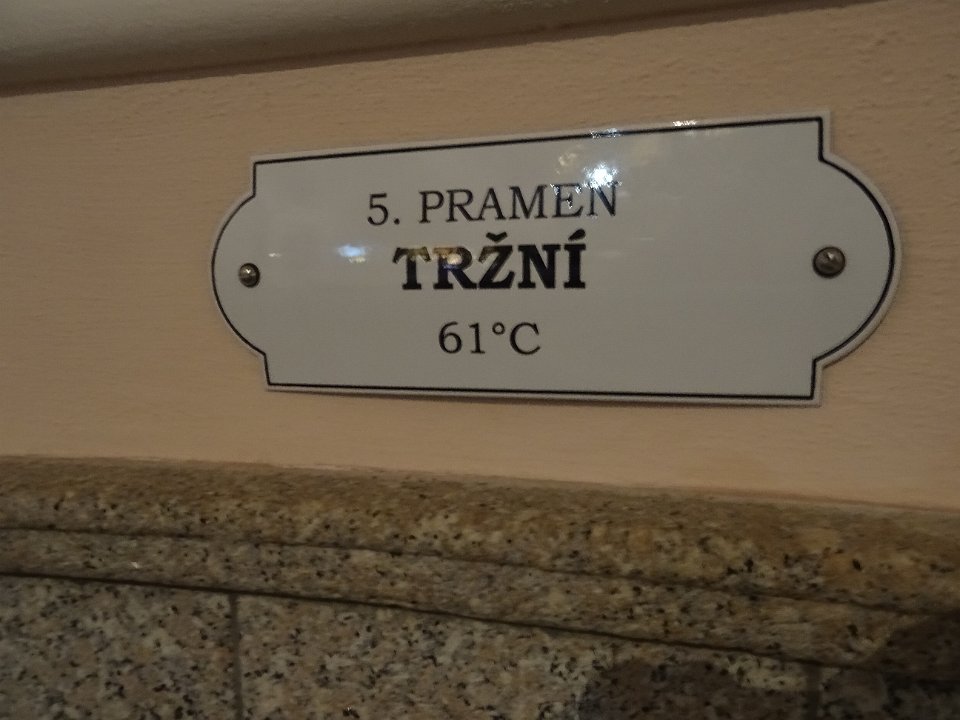 5. PRAMEN
TRŽNÍ
61°C